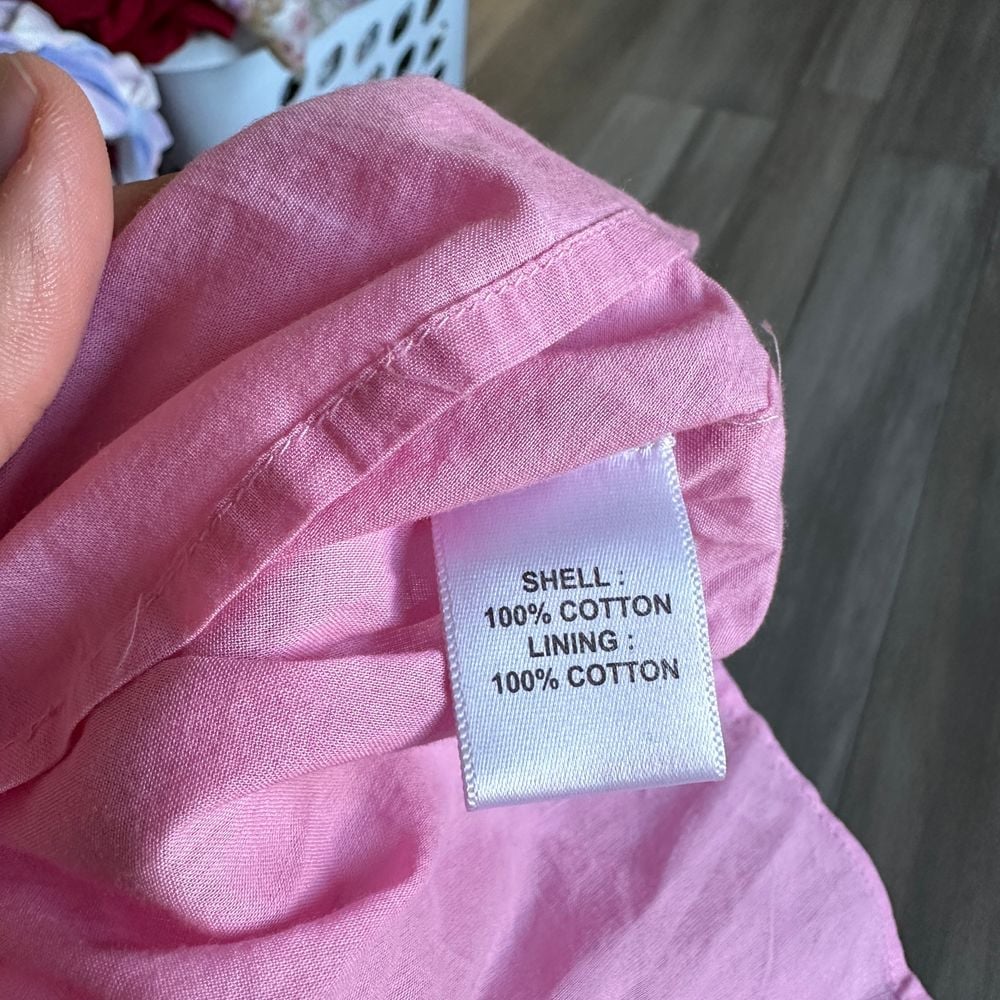 SHELL :
100% COTTON
LINING :
100% COTTON